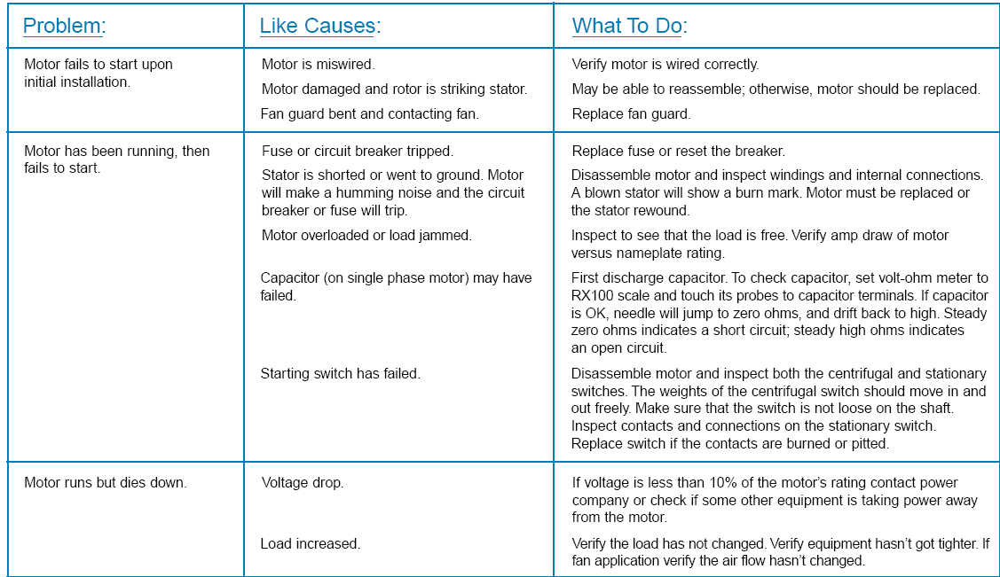 Problem:
Like Causes:
What To Do:
Motor fails to start upon
initial installation.
Motor is miswired.
Verify motor is wired correctly.
Motor damaged and rotor is striking stator.
May be able to reassemble; otherwise, motor should be replaced.
Fan guard bent and contacting fan.
Replace fan guard.
Motor has been running, then
fails to start.
Fuse or circuit breaker tripped.
Replace fuse or reset the breaker.
Stator is shorted or went to ground. Motor
will make a humming noise and the circuit
breaker or fuse will trip.
Disassemble motor and inspect windings and internal connections.
A blown stator will show a burn mark. Motor must be replaced or
the stator rewound.
Motor overloaded or load jammed.
Inspect to see that the load is free. Verify amp draw of motor
versus nameplate rating.
Capacitor (on single phase motor) may have
failed.
First discharge capacitor. To check capacitor, set volt-ohm meter to
RX100 scale and touch its probes to capacitor terminals. If capacitor
is OK, needle will jump to zero ohms, and drift back to high. Steady
zero ohms indicates a short circuit; steady high ohms indicates
an open circuit.
Starting switch has failed.
Disassemble motor and inspect both the centrifugal and stationary
switches. The weights of the centrifugal switch should move in and
out freely. Make sure that the switch is not loose on the shaft.
Inspect contacts and connections on the stationary switch.
Replace switch if the contacts are burned or pitted.
Motor runs but dies down.
Voltage drop.
If voltage is less than 10% of the motor's rating contact power
company or check if some other equipment is taking power away
from the motor.
Load increased.
Verify the load has not changed. Verify equipment hasn't got tighter. If
fan application verify the air flow hasn't changed.